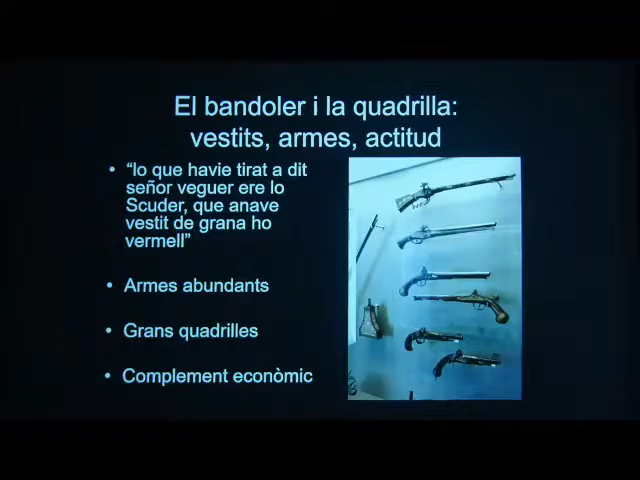 El bandoler i la quadrilla:
vestits, armes, actitud
• “lo que havie tirat a dit
señor veguer ere lo
Scuder, que anave
vestit de grana ho
vermell”
• Armes abundants
• Grans quadrilles
• Complement econòmic